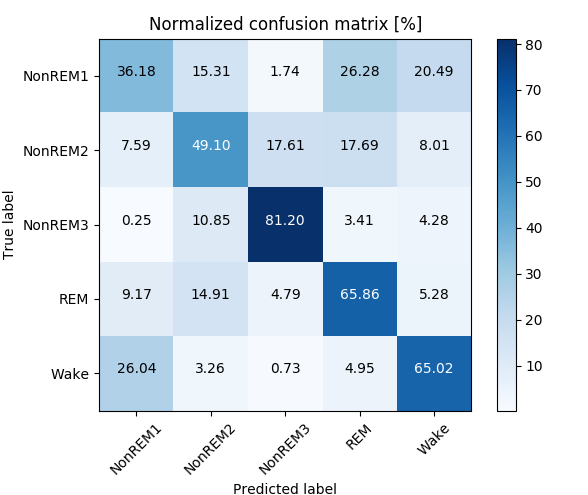 Normalized confusion matrix [%]
True label
NonREM1 36.18 15.31 1.74 26.28 20.49
NonREM2 7.59 49.10 17.61 17.69 8.01
NonREM3 0.25 10.85 81.20 3.41 4.28
REM 9.17 14.91 4.79 65.86 5.28
Wake 26.04 3.26 0.73 4.95 65.02
NonREM1 NonREM2 NonREM3 REM Wake
Predicted label
80
70
60
50
40
30
20
10